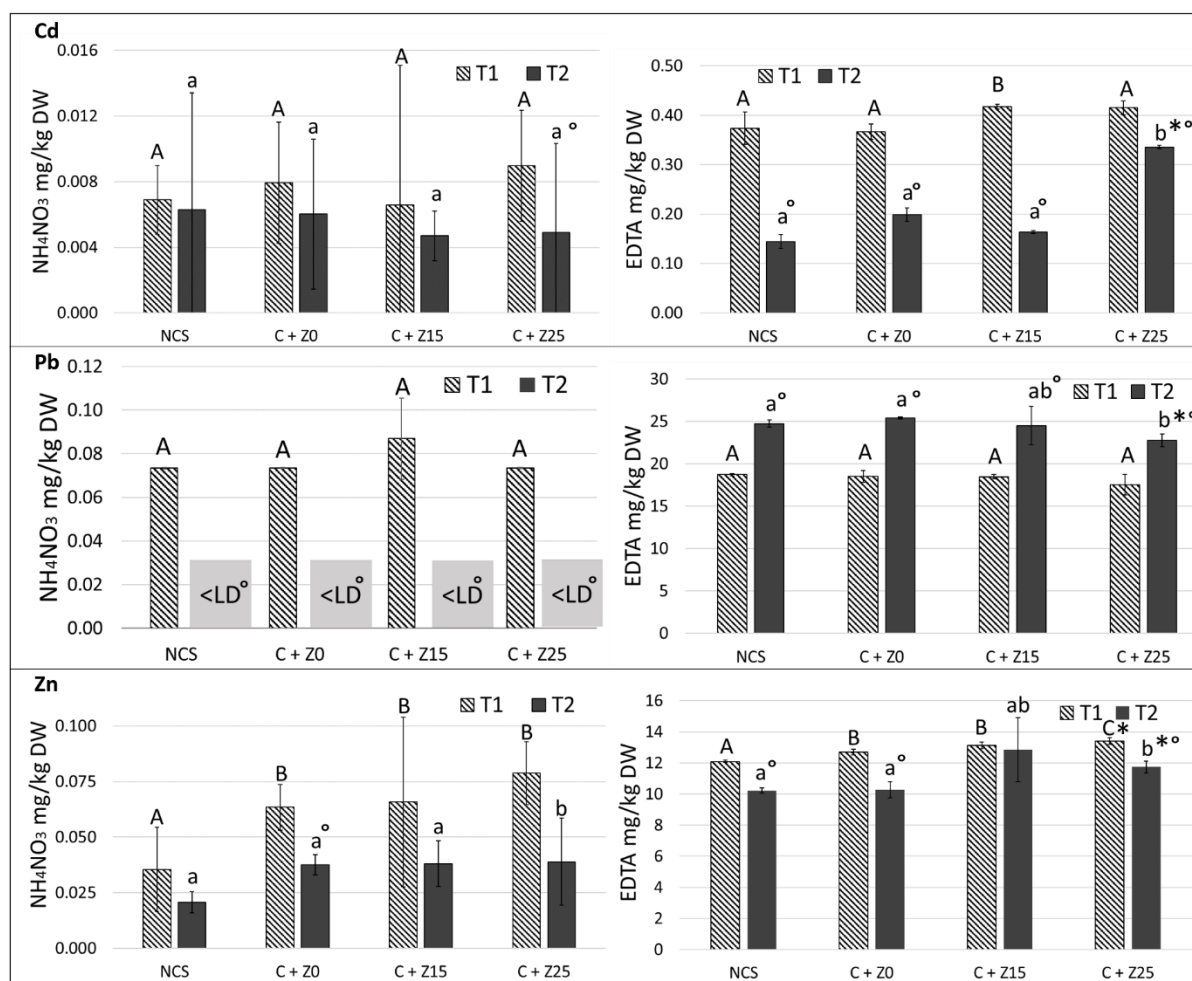 Cd
NH₄NO₃ mg/kg DW
0.016
0.012
0.008
0.004
0.000
T1 T2
A a A a A a A a °
NCS C + Z0 C + Z15 C + Z25
EDTA mg/kg DW
0.50
0.40
0.30
0.20
0.10
0.00
T1 T2
A a° A a° B a° A b*°
NCS C + Z0 C + Z15 C + Z25
Pb
NH₄NO₃ mg/kg DW
0.12
0.10
0.08
0.06
0.04
0.02
0.00
T1 T2
A A A A
<LD° <LD° <LD° <LD°
NCS C + Z0 C + Z15 C + Z25
EDTA mg/kg DW
30
25
20
15
10
5
0
T1 T2
A a° A a° A ab° A b*°
NCS C + Z0 C + Z15 C + Z25
Zn
NH₄NO₃ mg/kg DW
0.100
0.075
0.050
0.025
0.000
T1 T2
A a B a° B a B b
NCS C + Z0 C + Z15 C + Z25
EDTA mg/kg DW
16
14
12
10
8
6
4
2
0
T1 T2
A a° B a° B ab C* b*°
NCS C + Z0 C + Z15 C + Z25